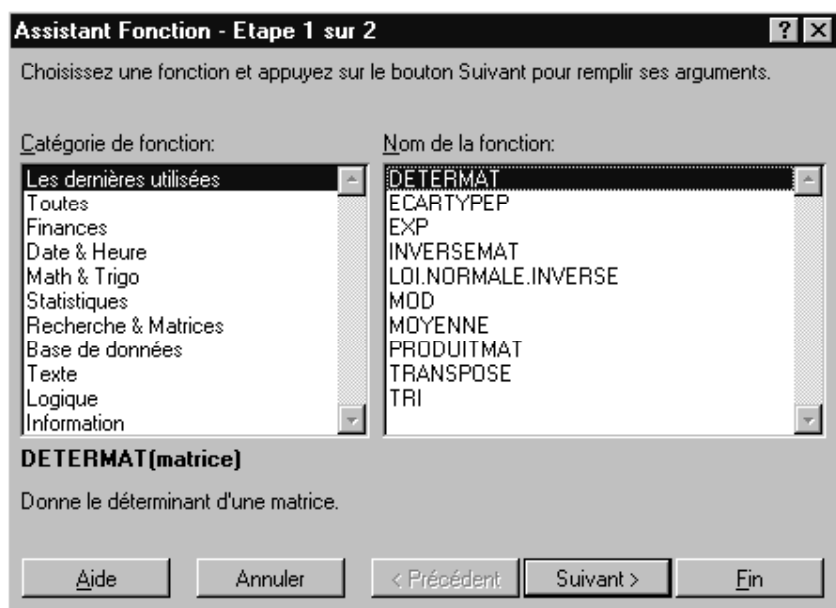 Assistant Fonction - Etape 1 sur 2
Choisissez une fonction et appuyez sur le bouton Suivant pour remplir ses arguments.
Catégorie de fonction:
Les dernières utilisées
Toutes
Finances
Date & Heure
Math & Trigo
Statistiques
Recherche & Matrices
Base de données
Texte
Logique
Information
Nom de la fonction:
DETERMAT
ECARTYPEP
EXP
INVERSEMAT
LOI.NORMALE.INVERSE
MOD
MOYENNE
PRODUITMAT
TRANSPOSE
TRI
DETERMAT(matrice)
Donne le déterminant d'une matrice.
Aide
Annuler
< Précédent
Suivant >
Fin